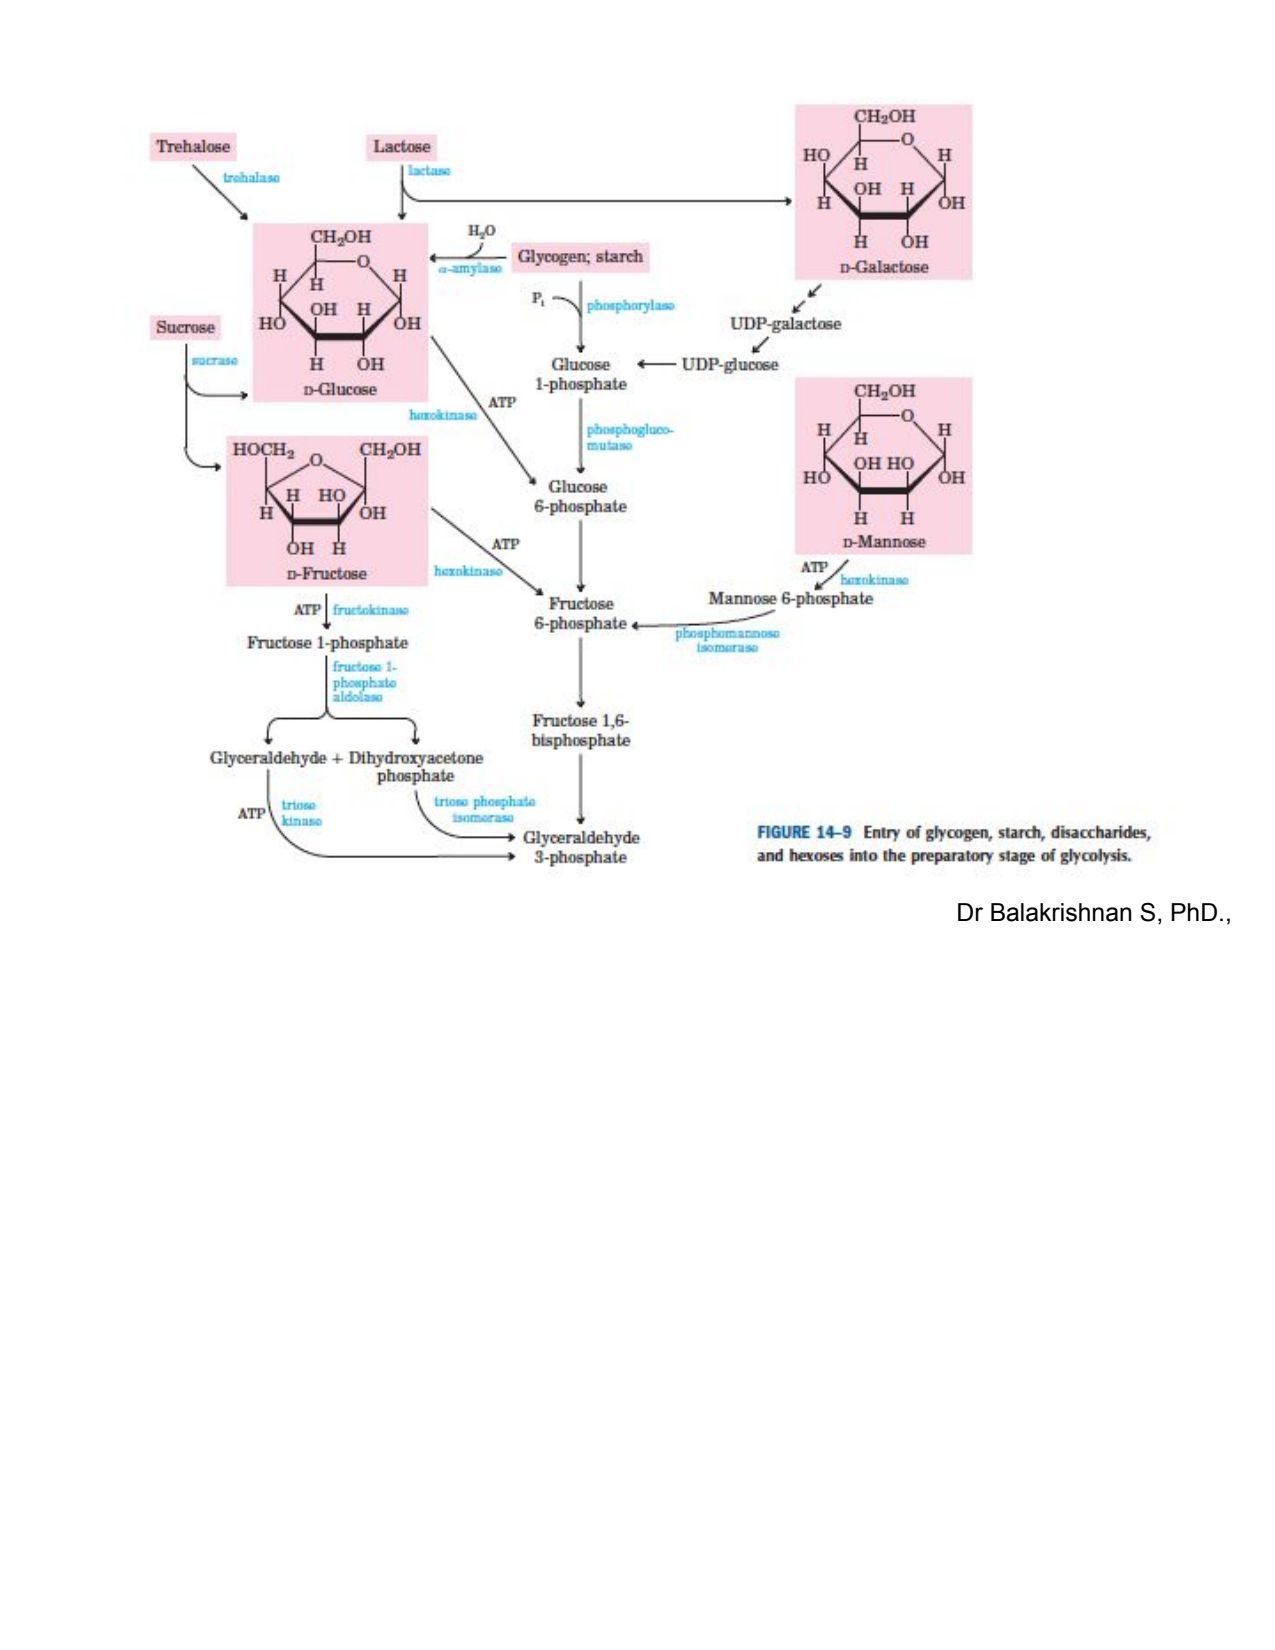 Trehalose
trehalase
Lactose
lactase
CH₂OH
O
HO
H
H
OH H
H
OH
H
OH
D-Galactose
CH₂OH
O
H
H
H
OH H
HO
OH
H
OH
D-Glucose
H₂O
α-amylase
Glycogen; starch
Pᵢ
phosphorylase
UDP-galactose
UDP-glucose
Glucose
1-phosphate
Sucrose
sucrase
hexokinase
ATP
phosphogluco-
mutase
Glucose
6-phosphate
HOCH₂
O
CH₂OH
H HO
H
OH
OH H
D-Fructose
ATP
hexokinase
CH₂OH
O
H
H
H
OH HO
HO
OH
H
H
D-Mannose
ATP
hexokinase
Mannose 6-phosphate
phosphomannose
isomerase
Fructose
6-phosphate
ATP
fructokinase
Fructose 1-phosphate
fructose 1-
phosphate
aldolase
Fructose 1,6-
bisphosphate
Glyceraldehyde + Dihydroxyacetone
phosphate
ATP
triose
kinase
triose phosphate
isomerase
Glyceraldehyde
3-phosphate
FIGURE 14–9 Entry of glycogen, starch, disaccharides,
and hexoses into the preparatory stage of glycolysis.
Dr Balakrishnan S, PhD.,